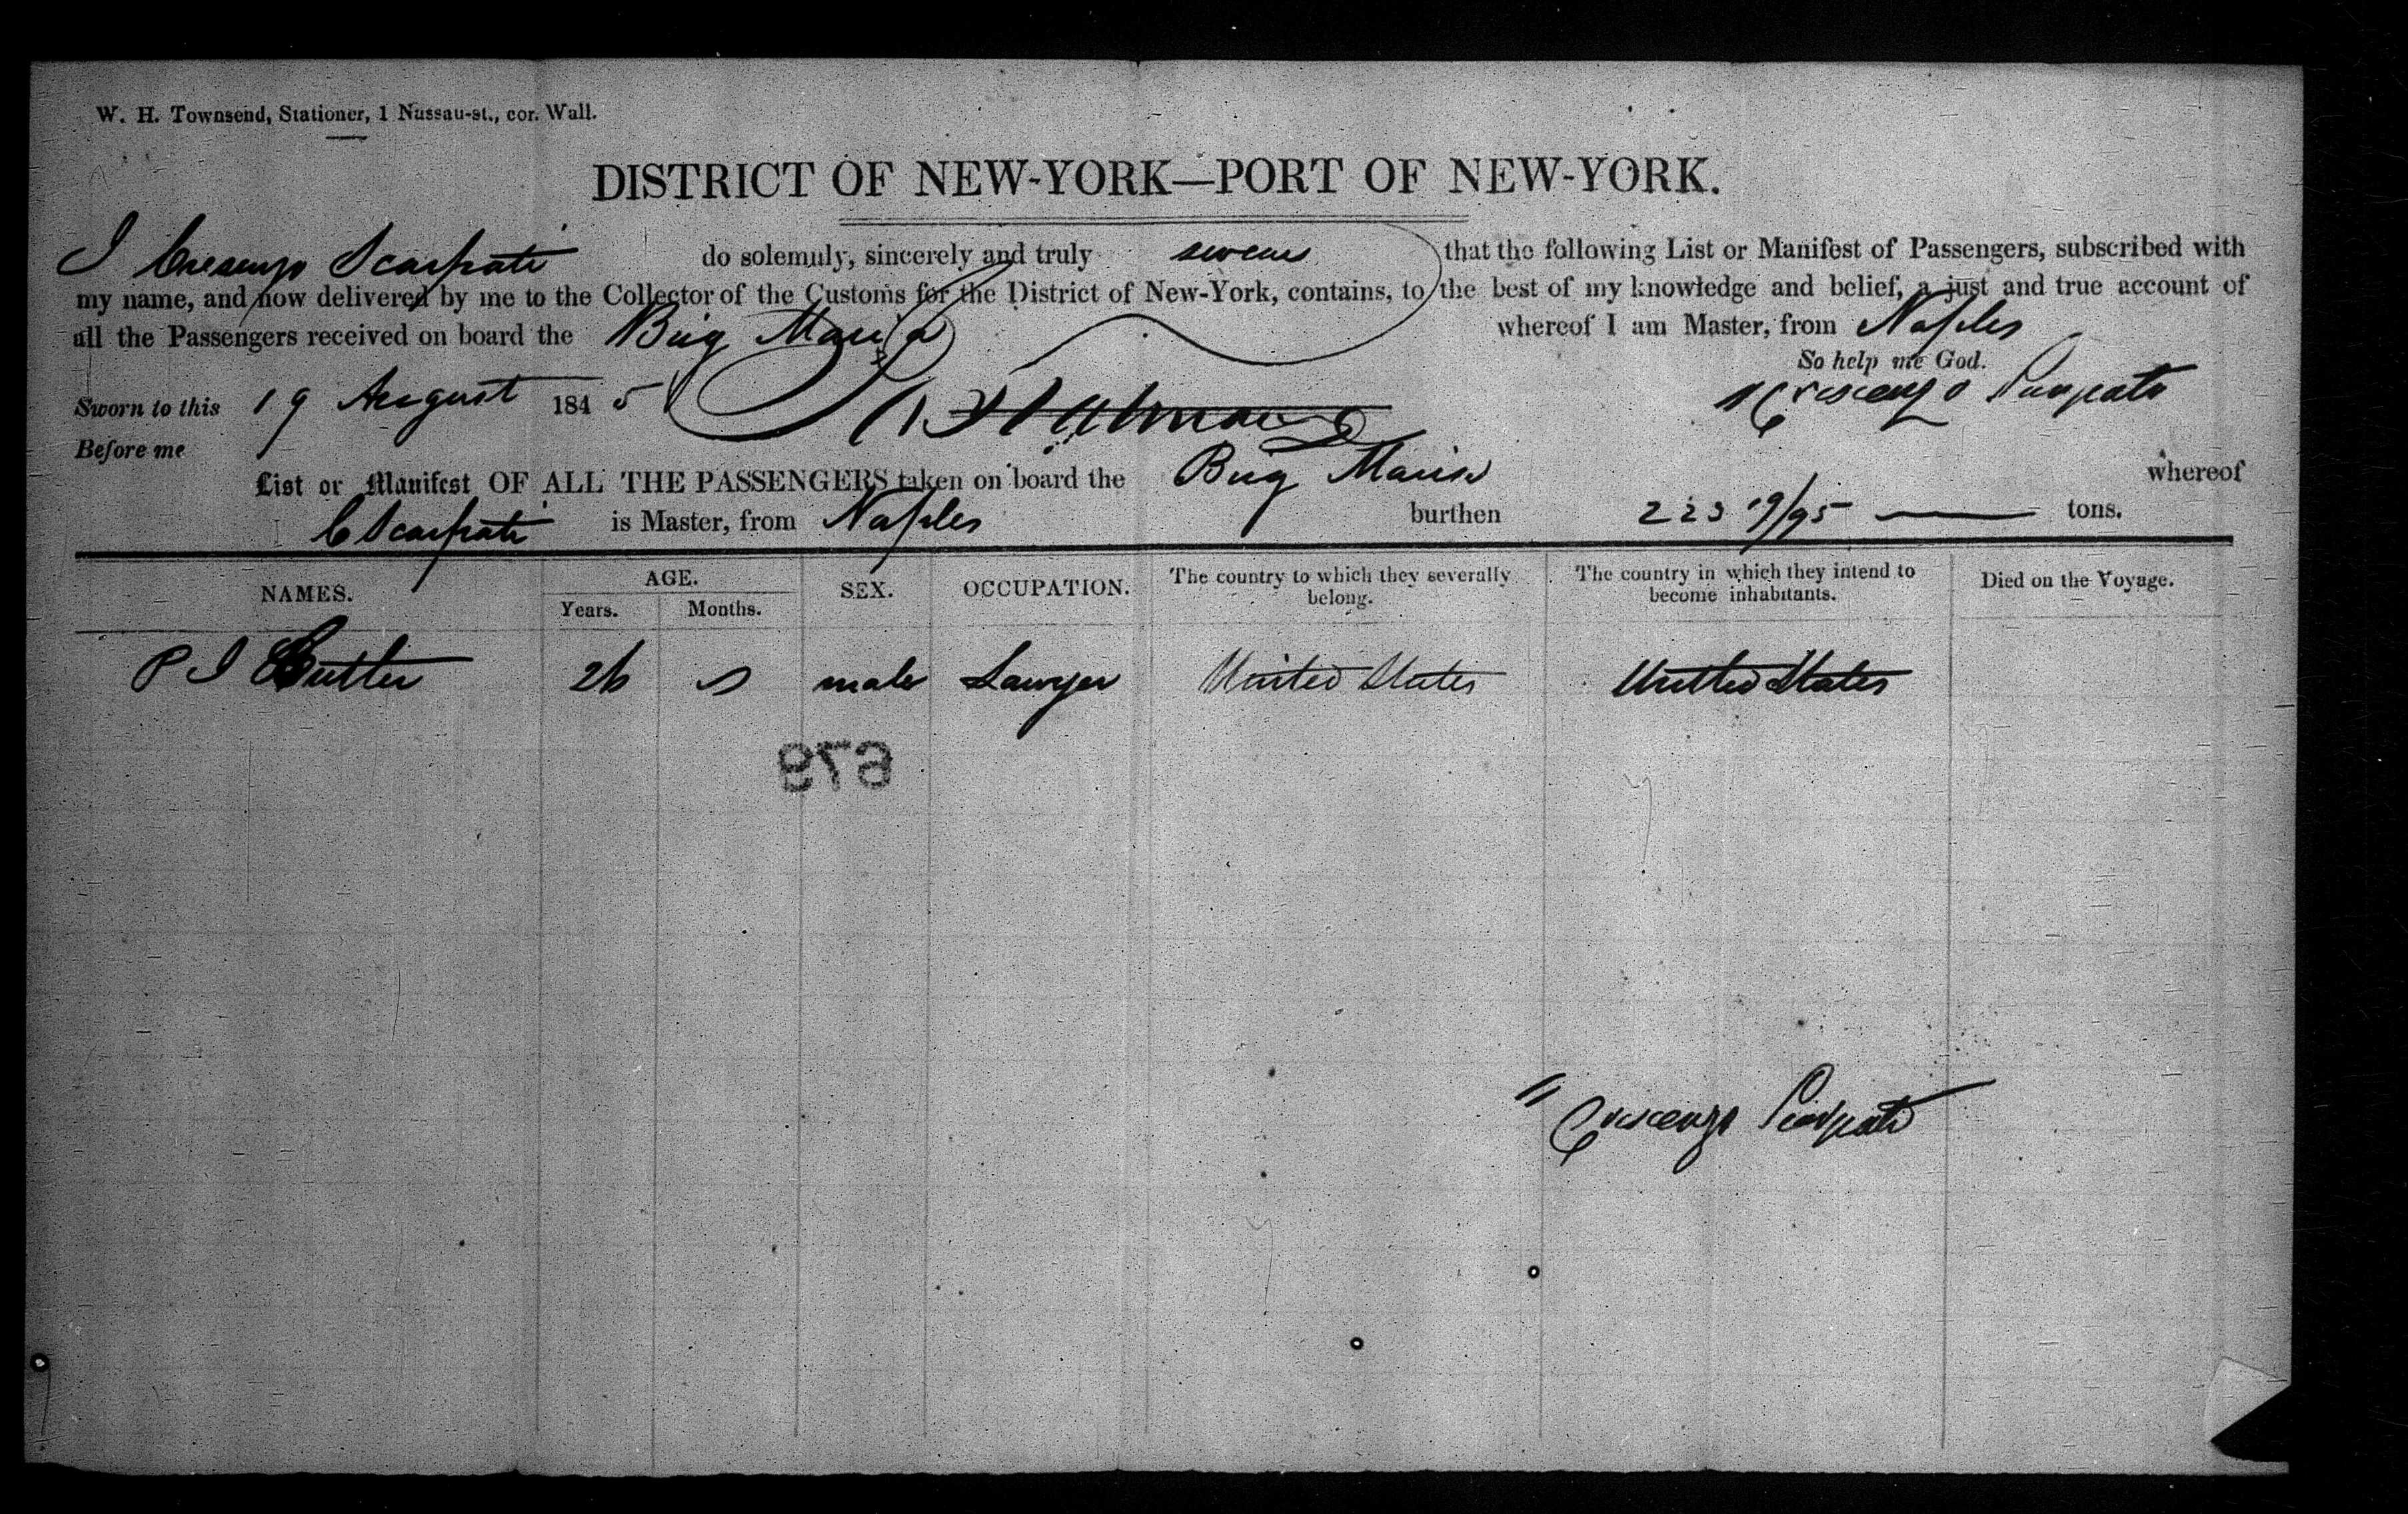 W. H. Townsend, Stationer, 1 Nassau-st., cor. Wall.
DISTRICT OF NEW-YORK—PORT OF NEW-YORK.
I Cresenzo Scarpati do solemnly, sincerely and truly swear that the following List or Manifest of Passengers, subscribed with
my name, and now delivered by me to the Collector of the Customs for the District of New-York, contains, to the best of my knowledge and belief, a just and true account of
all the Passengers received on board the Brig Maria whereof I am Master, from Naples
So help me God.
Sworn to this 19 August 1845 Crescenzo Scarpati
Before me
List or Manifest OF ALL THE PASSENGERS taken on board the Brig Maria whereof
C Scarpati is Master, from Naples burthen 223 19/95 tons.
NAMES. AGE. SEX. OCCUPATION. The country to which they severally belong. The country in which they intend to become inhabitants. Died on the Voyage.
Years. Months.
P I Cutler 26 male Lawyer United States United States
879
Crescenzo Scarpati